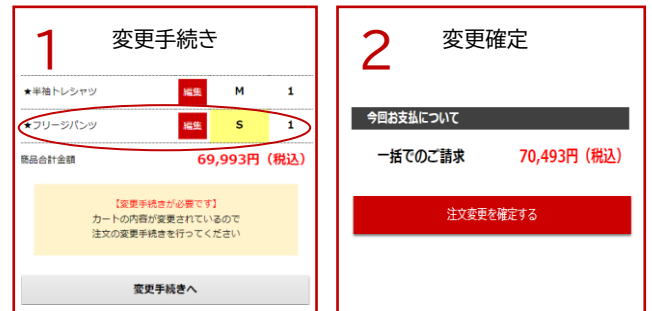 1 変更手続き
★半袖トレシャツ 編集 M 1
★フリージパンツ 編集 S 1
商品合計金額 69,993円（税込）
【変更手続きが必要です】
カートの内容が変更されているので
注文の変更手続きを行ってください
変更手続きへ
2 変更確定
今回お支払について
一括でのご請求 70,493円（税込）
注文変更を確定する